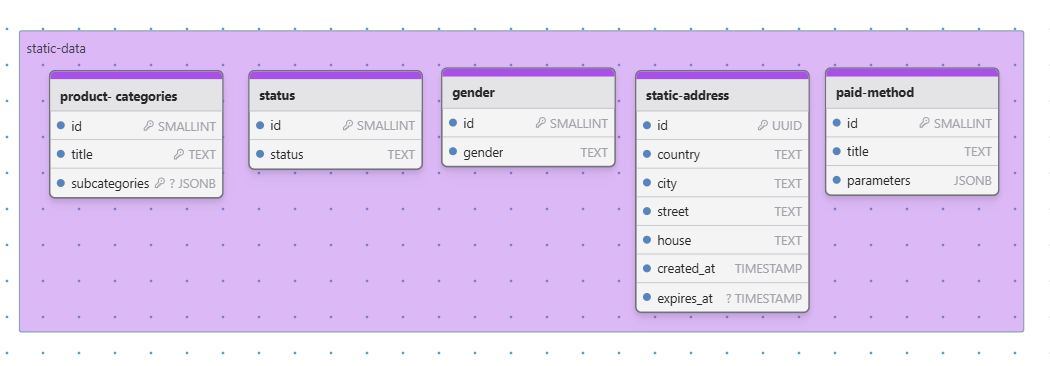 static-data
product- categories
id SMALLINT
title TEXT
subcategories ? JSONB
status
id SMALLINT
status TEXT
gender
id SMALLINT
gender TEXT
static-address
id UUID
country TEXT
city TEXT
street TEXT
house TEXT
created_at TIMESTAMP
expires_at ? TIMESTAMP
paid-method
id SMALLINT
title TEXT
parameters JSONB